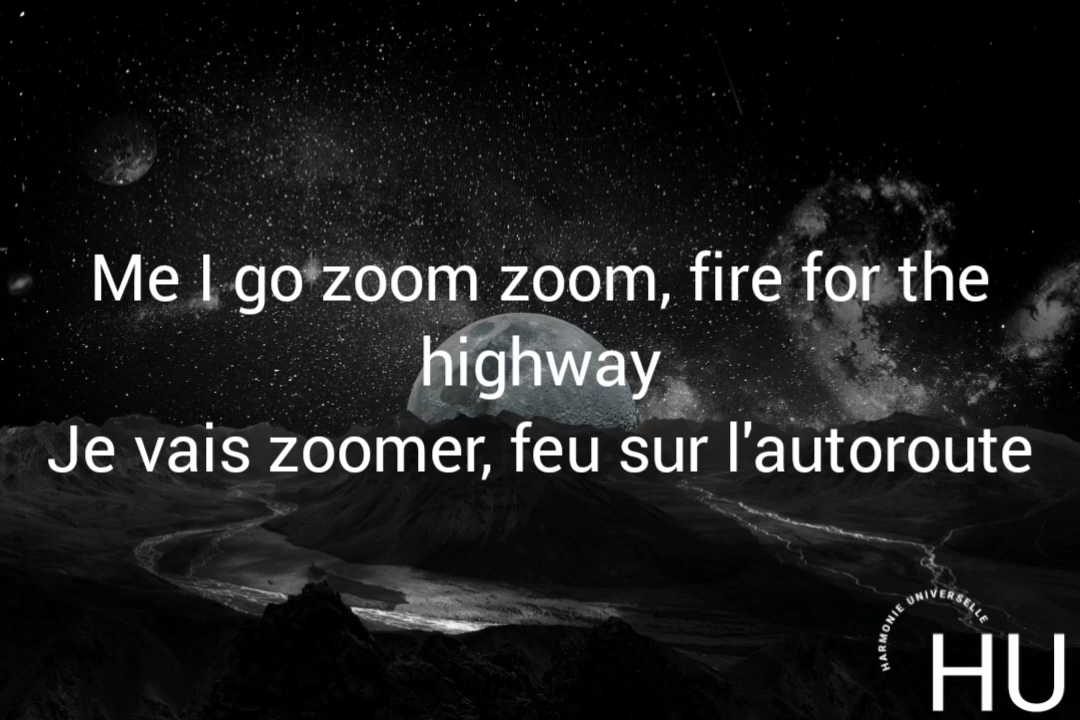 Me I go zoom zoom, fire for the
highway
Je vais zoomer, feu sur l'autoroute
HARMONIE UNIVERSELLE
HU